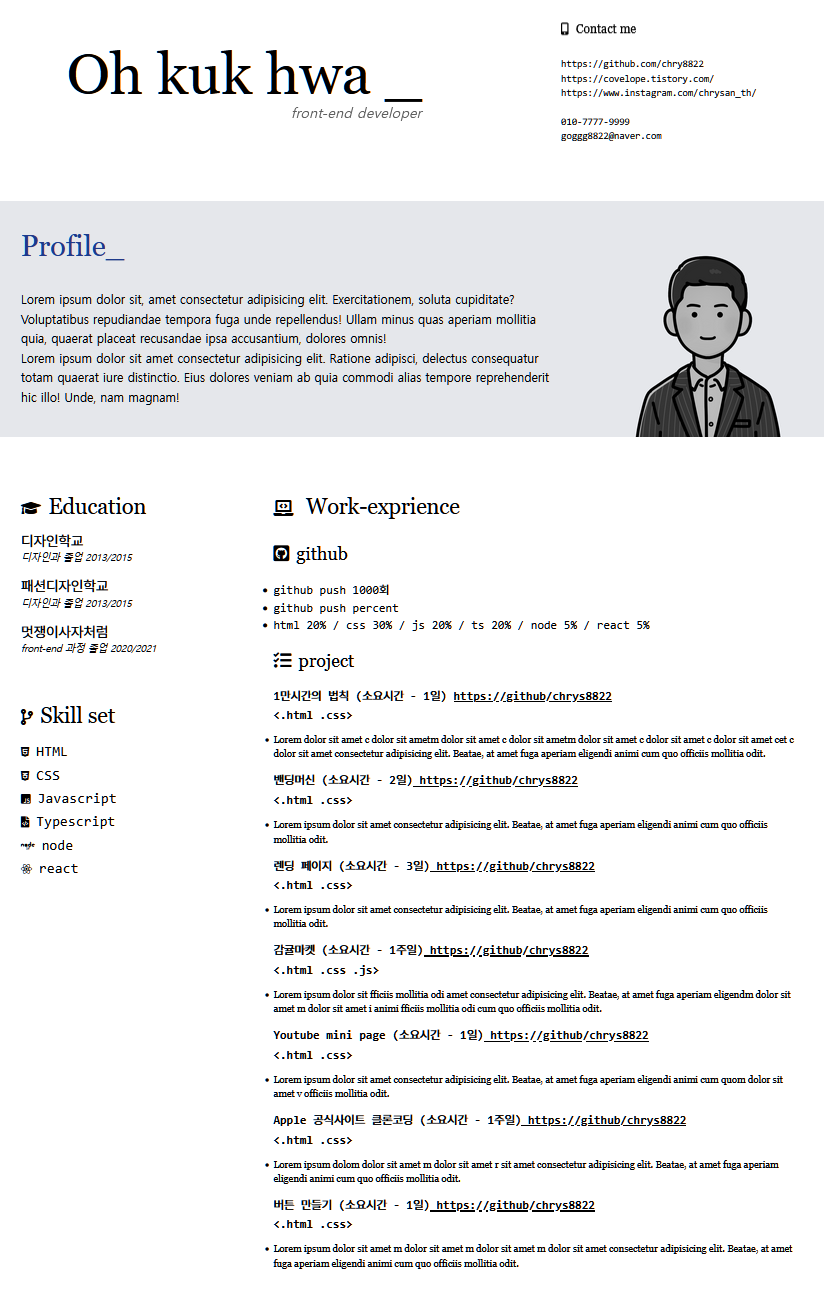 Contact me
Oh kuk hwa _
front-end developer
https://github.com/chry8822
https://covelope.tistory.com/
https://www.instagram.com/chrysan_th/
010-7777-9999
goggg8822@naver.com
Profile_
Lorem ipsum dolor sit, amet consectetur adipisicing elit. Exercitationem, soluta cupiditate?
Voluptatibus repudiandae tempora fuga unde repellendus! Ullam minus quas aperiam mollitia
quia, quaerat placeat recusandae ipsa accusantium, dolores omnis!
Lorem ipsum dolor sit amet consectetur adipisicing elit. Ratione adipisci, delectus consequatur
totam quaerat iure distinctio. Eius dolores veniam ab quia commodi alias tempore reprehenderit
hic illo! Unde, nam magnam!
Education
디자인학교
디자인과 졸업 2013/2015
패션디자인학교
디자인과 졸업 2013/2015
멋쟁이사자처럼
front-end 과정 졸업 2020/2021
Skill set
HTML
CSS
Javascript
Typescript
node
react
Work-exprience
github
• github push 1000회
• github push percent
• html 20% / css 30% / js 20% / ts 20% / node 5% / react 5%
project
1만시간의 법칙 (소요시간 - 1일) https://github/chrys8822
<.html .css>
• Lorem dolor sit amet c dolor sit ametm dolor sit amet c dolor sit ametm dolor sit amet c dolor sit amet c dolor sit amet cet c
dolor sit amet consectetur adipisicing elit. Beatae, at amet fuga aperiam eligendi animi cum quo officiis mollitia odit.
벤딩머신 (소요시간 - 2일) https://github/chrys8822
<.html .css>
• Lorem ipsum dolor sit amet consectetur adipisicing elit. Beatae, at amet fuga aperiam eligendi animi cum quo officiis
mollitia odit.
렌딩 페이지 (소요시간 - 3일) https://github/chrys8822
<.html .css>
• Lorem ipsum dolor sit amet consectetur adipisicing elit. Beatae, at amet fuga aperiam eligendi animi cum quo officiis
mollitia odit.
감귤마켓 (소요시간 - 1주일) https://github/chrys8822
<.html .css .js>
• Lorem ipsum dolor sit fficiis mollitia odi amet consectetur adipisicing elit. Beatae, at amet fuga aperiam eligendm dolor sit
amet m dolor sit amet i animi fficiis mollitia odi cum quo officiis mollitia odit.
Youtube mini page (소요시간 - 1일) https://github/chrys8822
<.html .css>
• Lorem ipsum dolor sit amet consectetur adipisicing elit. Beatae, at amet fuga aperiam eligendi animi cum quom dolor sit
amet v officiis mollitia odit.
Apple 공식사이트 클론코딩 (소요시간 - 1주일) https://github/chrys8822
<.html .css>
• Lorem ipsum dolom dolor sit amet m dolor sit amet r sit amet consectetur adipisicing elit. Beatae, at amet fuga aperiam
eligendi animi cum quo officiis mollitia odit.
버튼 만들기 (소요시간 - 1일) https://github/chrys8822
<.html .css>
• Lorem ipsum dolor sit amet m dolor sit amet m dolor sit amet m dolor sit amet consectetur adipisicing elit. Beatae, at amet
fuga aperiam eligendi animi cum quo officiis mollitia odit.